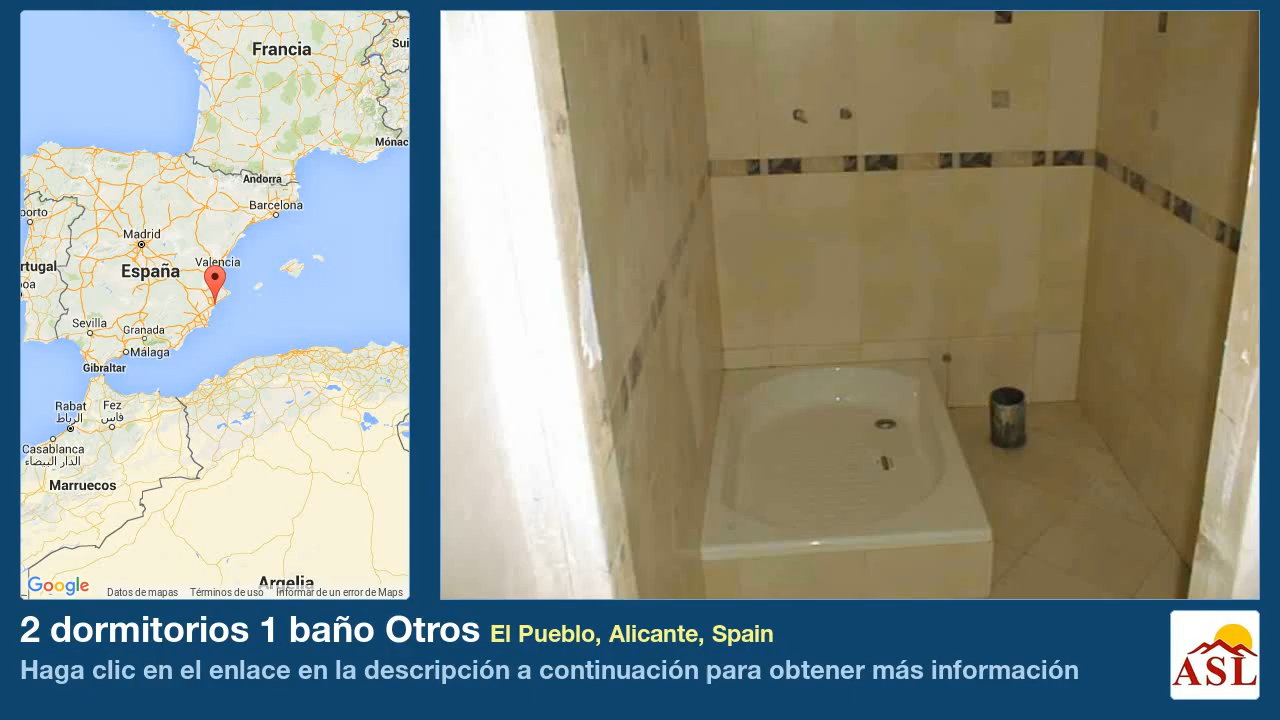 Francia
Sui
Mónac
Andorra
Barcelona
porto
Madrid
Valencia
España
rtugal
boa
Sevilla
Granada
Málaga
Gibraltar
Rabat
الرباط
Fez
فاس
Casablanca
الدار البيضاء
Marruecos
Argelia
Google
Datos de mapas
Términos de uso
Informar de un error de Maps
2 dormitorios 1 baño Otros El Pueblo, Alicante, Spain
Haga clic en el enlace en la descripción a continuación para obtener más información
ASL